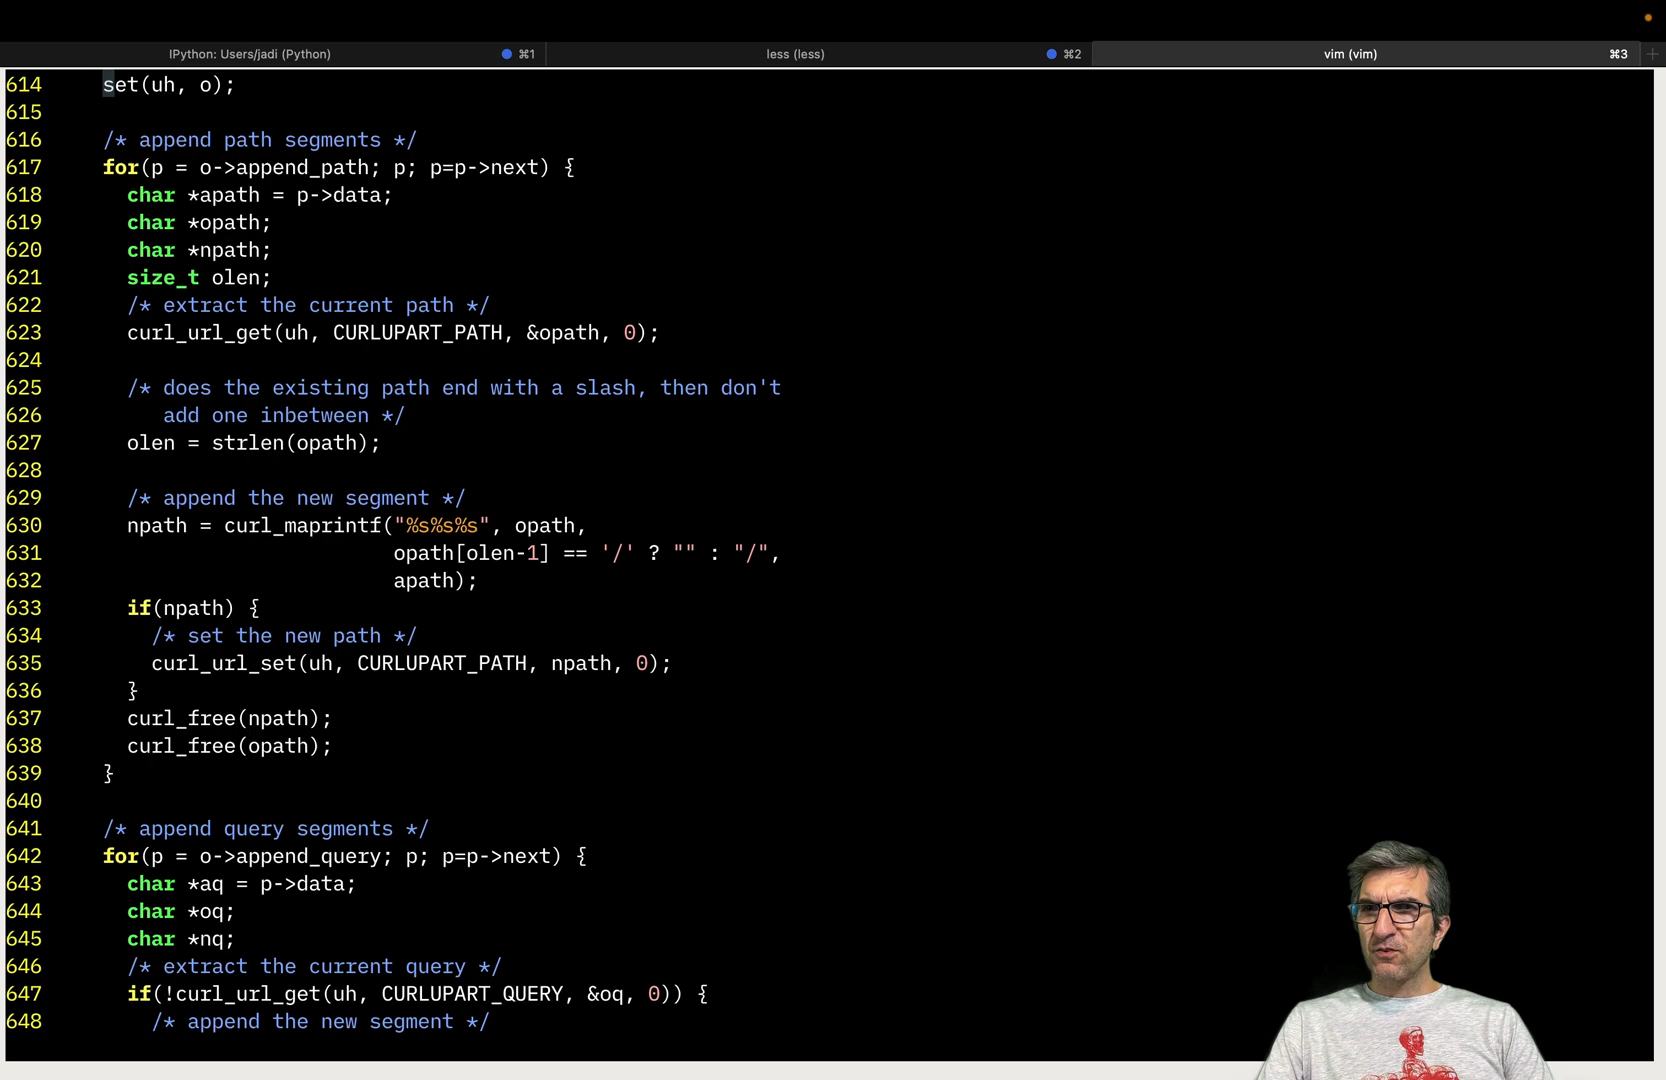 IPython: Users/jadi (Python) ⌘1 less (less) ⌘2 vim (vim) ⌘3 +
614 set(uh, o);
615
616 /* append path segments */
617 for(p = o->append_path; p; p=p->next) {
618 char *apath = p->data;
619 char *opath;
620 char *npath;
621 size_t olen;
622 /* extract the current path */
623 curl_url_get(uh, CURLUPART_PATH, &opath, 0);
624
625 /* does the existing path end with a slash, then don't
626 add one inbetween */
627 olen = strlen(opath);
628
629 /* append the new segment */
630 npath = curl_maprintf("%s%s%s", opath,
631 opath[olen-1] == '/' ? "" : "/",
632 apath);
633 if(npath) {
634 /* set the new path */
635 curl_url_set(uh, CURLUPART_PATH, npath, 0);
636 }
637 curl_free(npath);
638 curl_free(opath);
639 }
640
641 /* append query segments */
642 for(p = o->append_query; p; p=p->next) {
643 char *aq = p->data;
644 char *oq;
645 char *nq;
646 /* extract the current query */
647 if(!curl_url_get(uh, CURLUPART_QUERY, &oq, 0)) {
648 /* append the new segment */